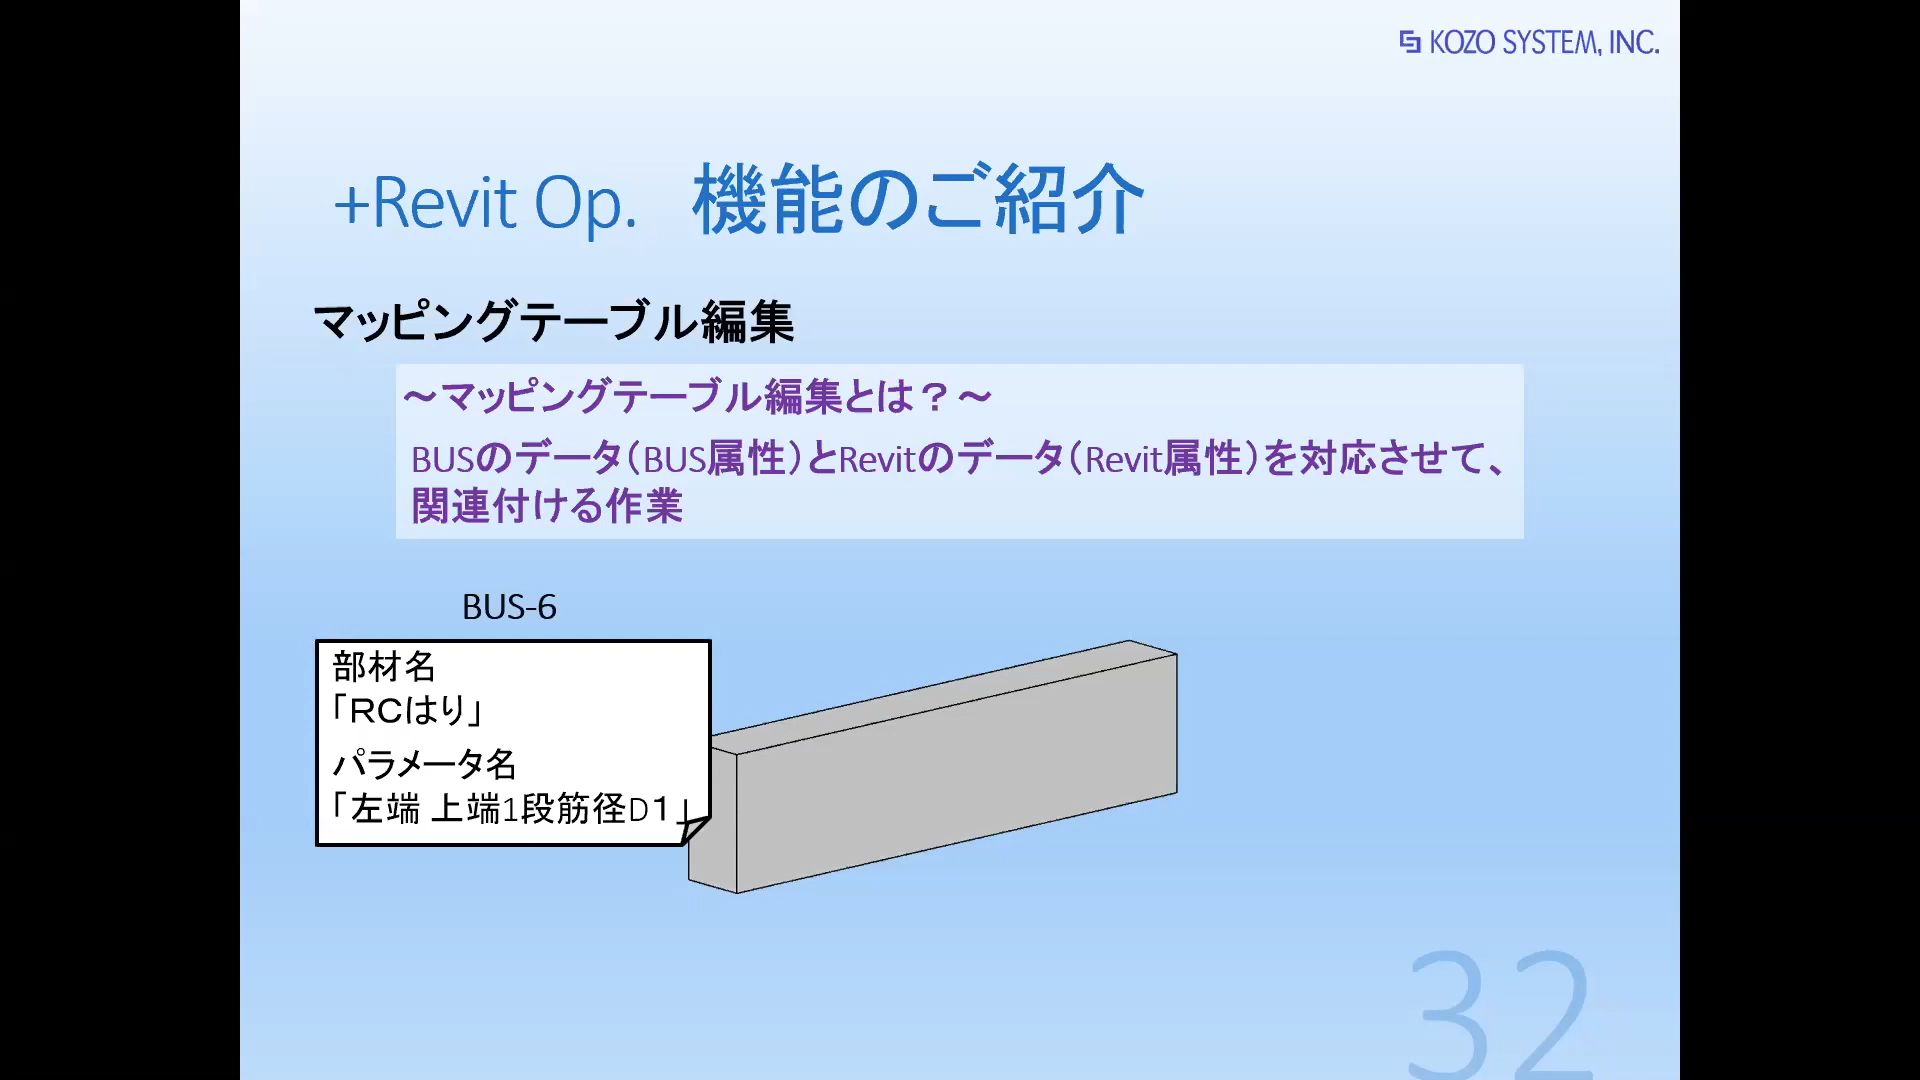 KOZO SYSTEM, INC.
+Revit Op. 機能のご紹介
マッピングテーブル編集
～マッピングテーブル編集とは？～
BUSのデータ（BUS属性）とRevitのデータ（Revit属性）を対応させて、
関連付ける作業
BUS-6
部材名
「RCはり」
パラメータ名
「左端 上端1段筋径D１」
32